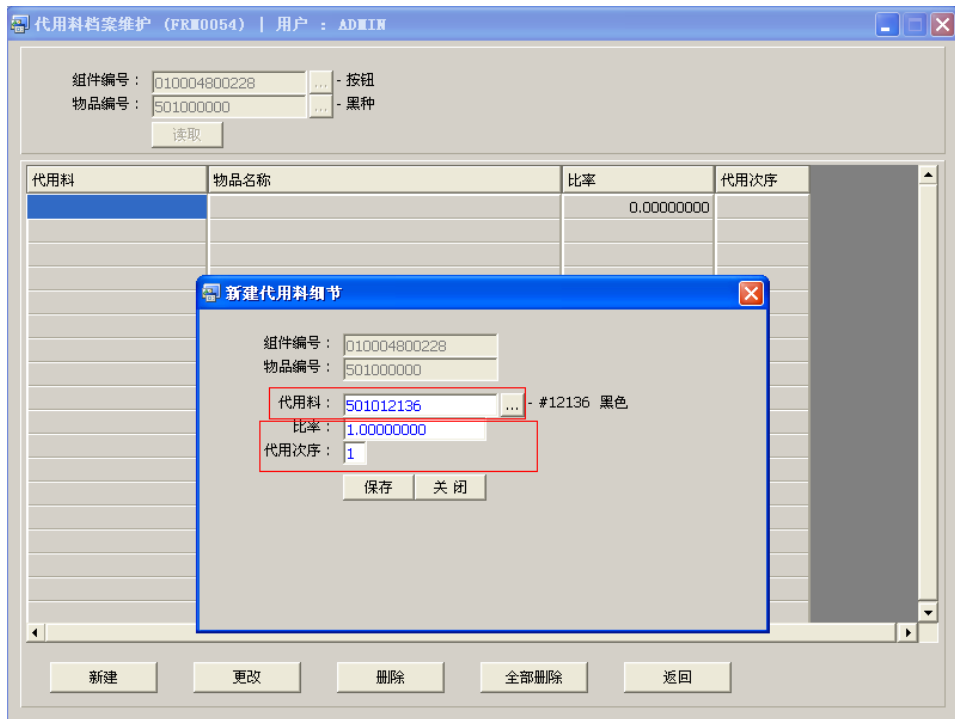 代用料档案维护 (FRM0054) | 用户 : ADMIN
组件编号： 010004800228 ... - 按钮
物品编号： 501000000 ... - 黑种
读取
代用料 物品名称 比率 代用次序
0.00000000
新建代用料细节
组件编号： 010004800228
物品编号： 501000000
代用料： 501012136 ... - #12136 黑色
比率： 1.00000000
代用次序： 1
保存 关 闭
新建 更改 删除 全部删除 返回